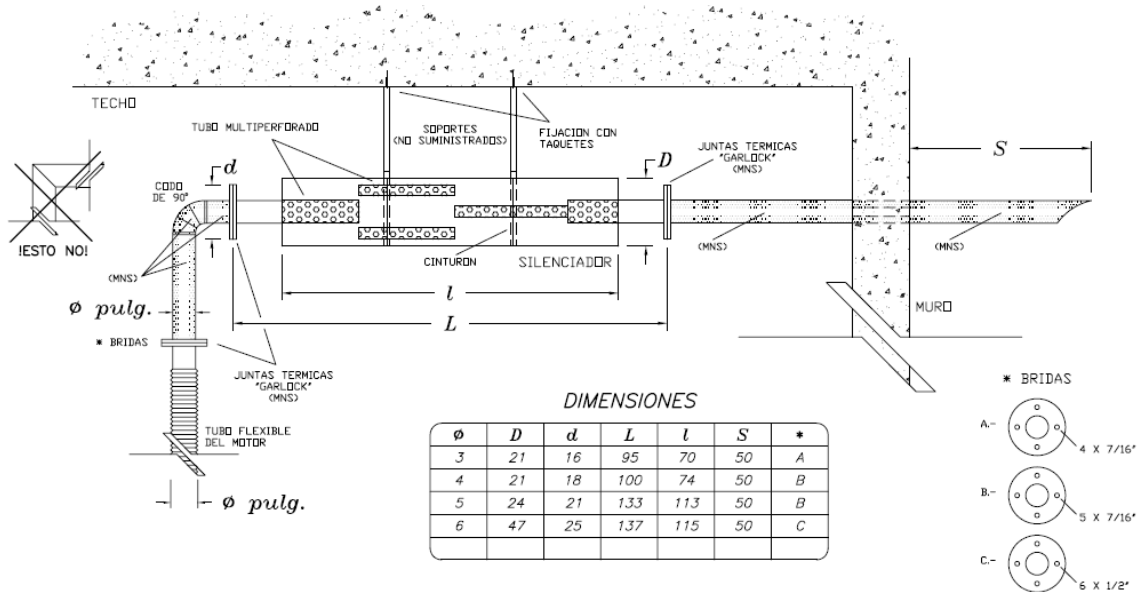 TECHO
TUBO MULTIPERFORADO
SOPORTES
(NO SUMINISTRADOS)
FIJACION CON
TAQUETES
JUNTAS TERMICAS
"GARLOCK"
(MNS)
S
d
D
CODO
DE 90°
!ESTO NO!
(MNS)
CINTURON
SILENCIADOR
(MNS)
(MNS)
l
L
MURO
ø pulg.
* BRIDAS
JUNTAS TERMICAS
"GARLOCK"
(MNS)
TUBO FLEXIBLE
DEL MOTOR
ø pulg.
DIMENSIONES
ø D d L l S *
3 21 16 95 70 50 A
4 21 18 100 74 50 B
5 24 21 133 113 50 B
6 47 25 137 115 50 C
* BRIDAS
A.-
4 X 7/16"
B.-
5 X 7/16"
C.-
6 X 1/2"